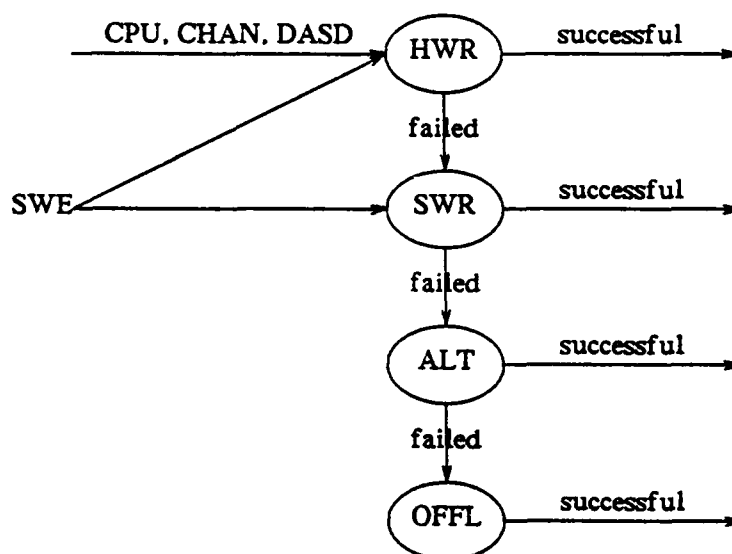 CPU, CHAN, DASD
HWR
successful
failed
SWE
SWR
successful
failed
ALT
successful
failed
OFFL
successful